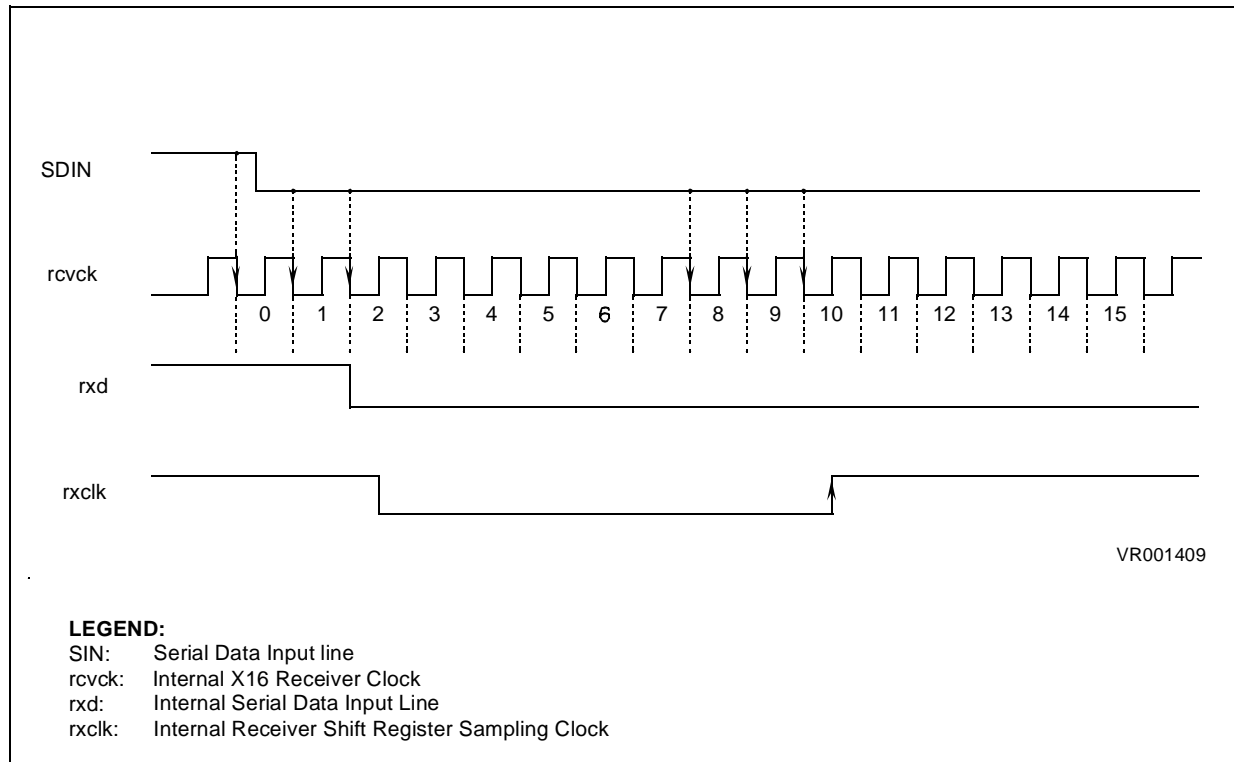 SDIN
rcvck
0 1 2 3 4 5 6 7 8 9 10 11 12 13 14 15
rxd
rxclk
VR001409
LEGEND:
SIN: Serial Data Input line
rcvck: Internal X16 Receiver Clock
rxd: Internal Serial Data Input Line
rxclk: Internal Receiver Shift Register Sampling Clock